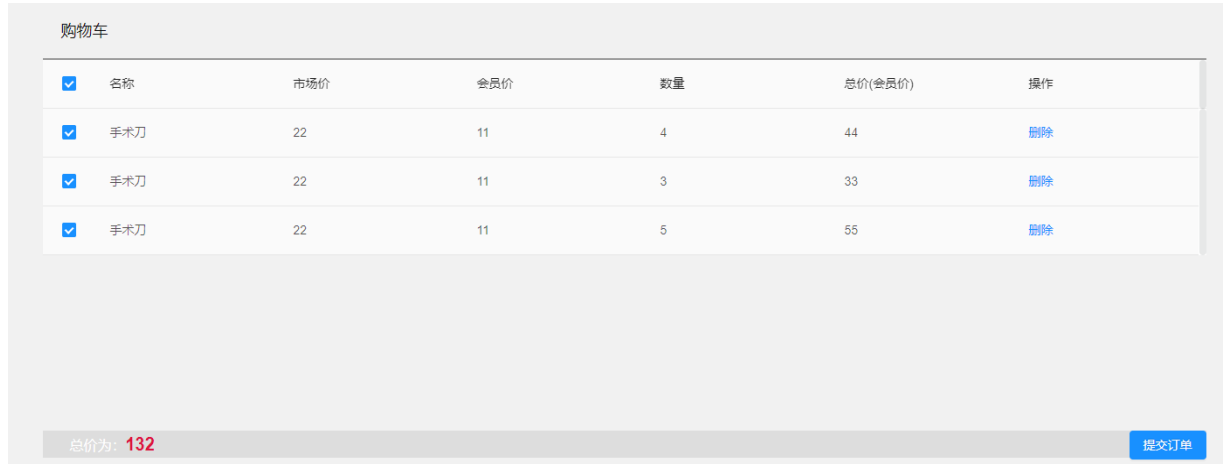 购物车
名称 市场价 会员价 数量 总价(会员价) 操作
手术刀 22 11 4 44 删除
手术刀 22 11 3 33 删除
手术刀 22 11 5 55 删除
总价为: 132 提交订单